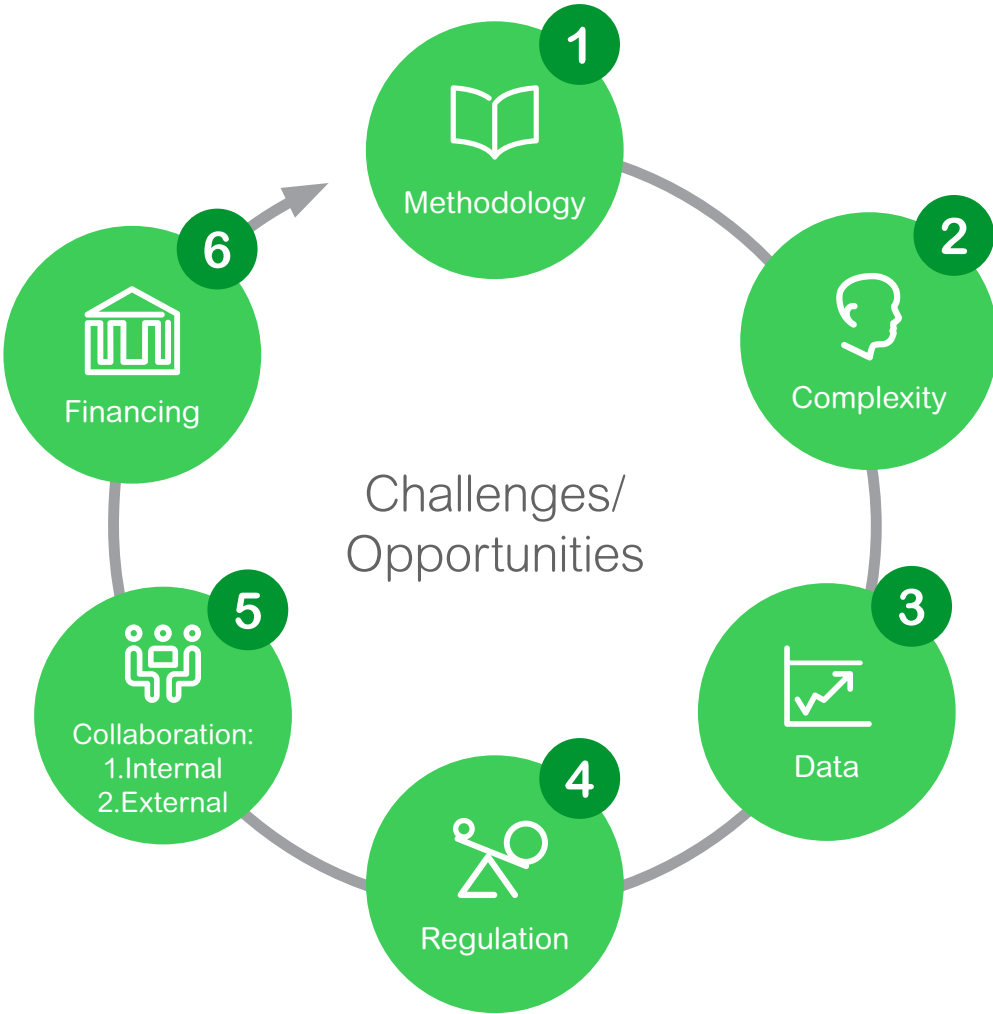 1
Methodology
2
Complexity
3
Data
4
Regulation
5
Collaboration:
1.Internal
2.External
6
Financing
Challenges/
Opportunities